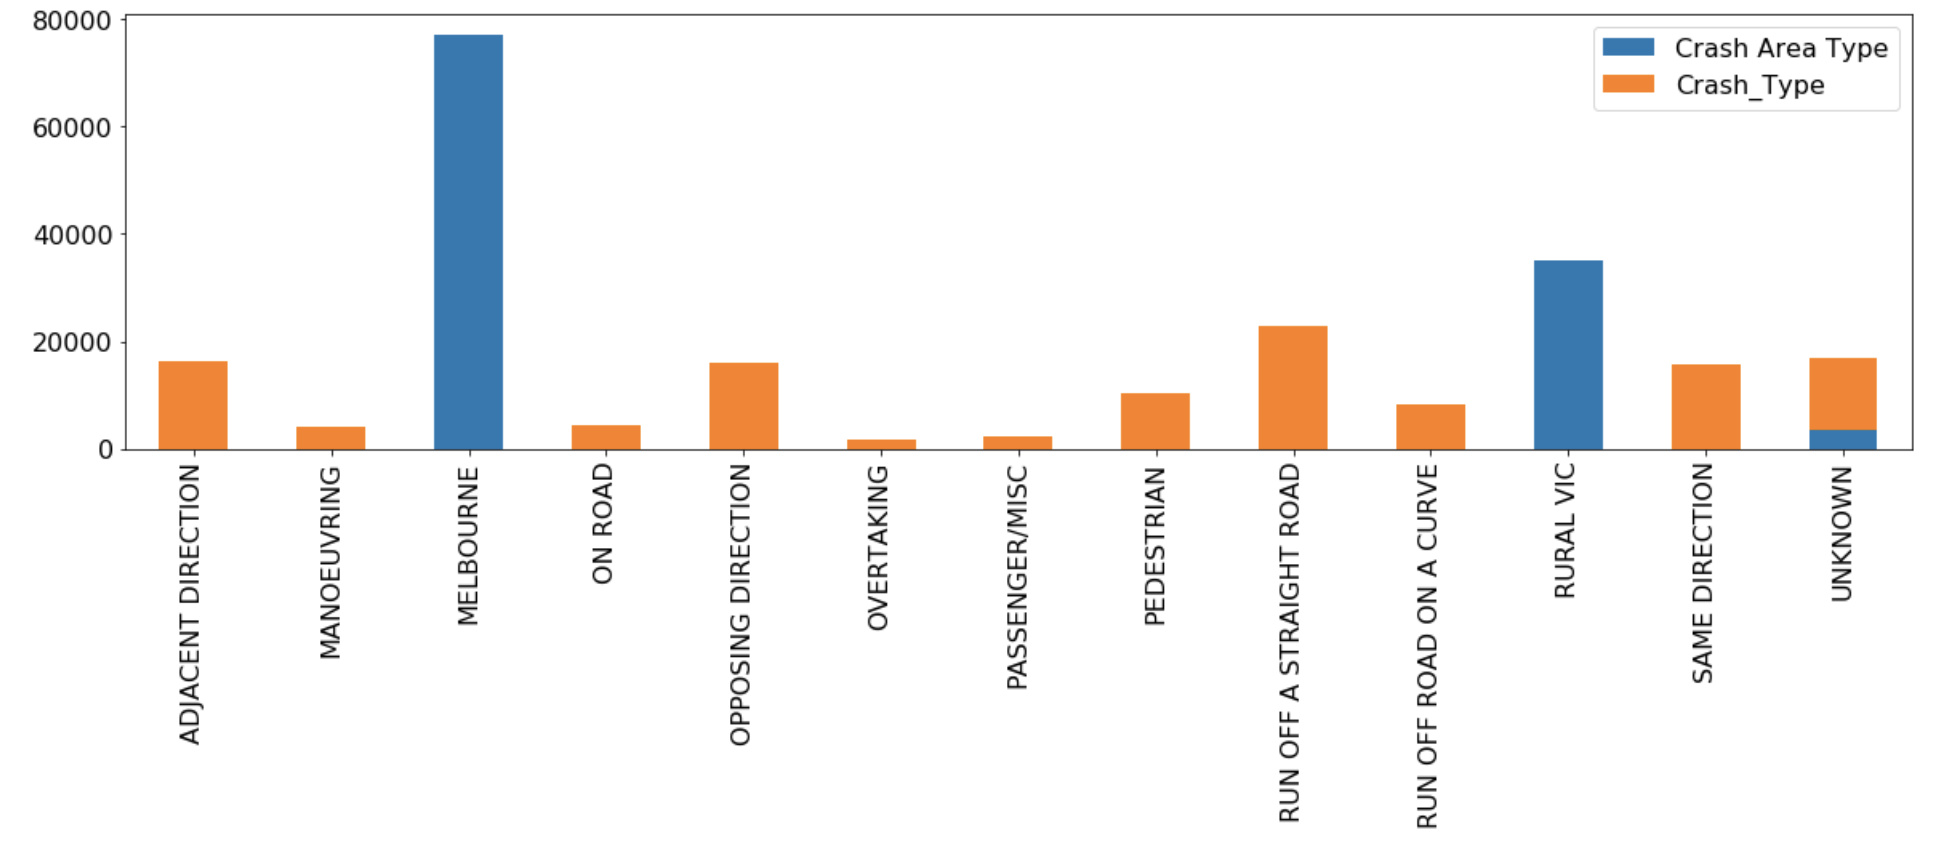 80000
60000
40000
20000
0
Crash Area Type
Crash_Type
ADJACENT DIRECTION
MANOEUVRING
MELBOURNE
ON ROAD
OPPOSING DIRECTION
OVERTAKING
PASSENGER/MISC
PEDESTRIAN
RUN OFF A STRAIGHT ROAD
RUN OFF ROAD ON A CURVE
RURAL VIC
SAME DIRECTION
UNKNOWN